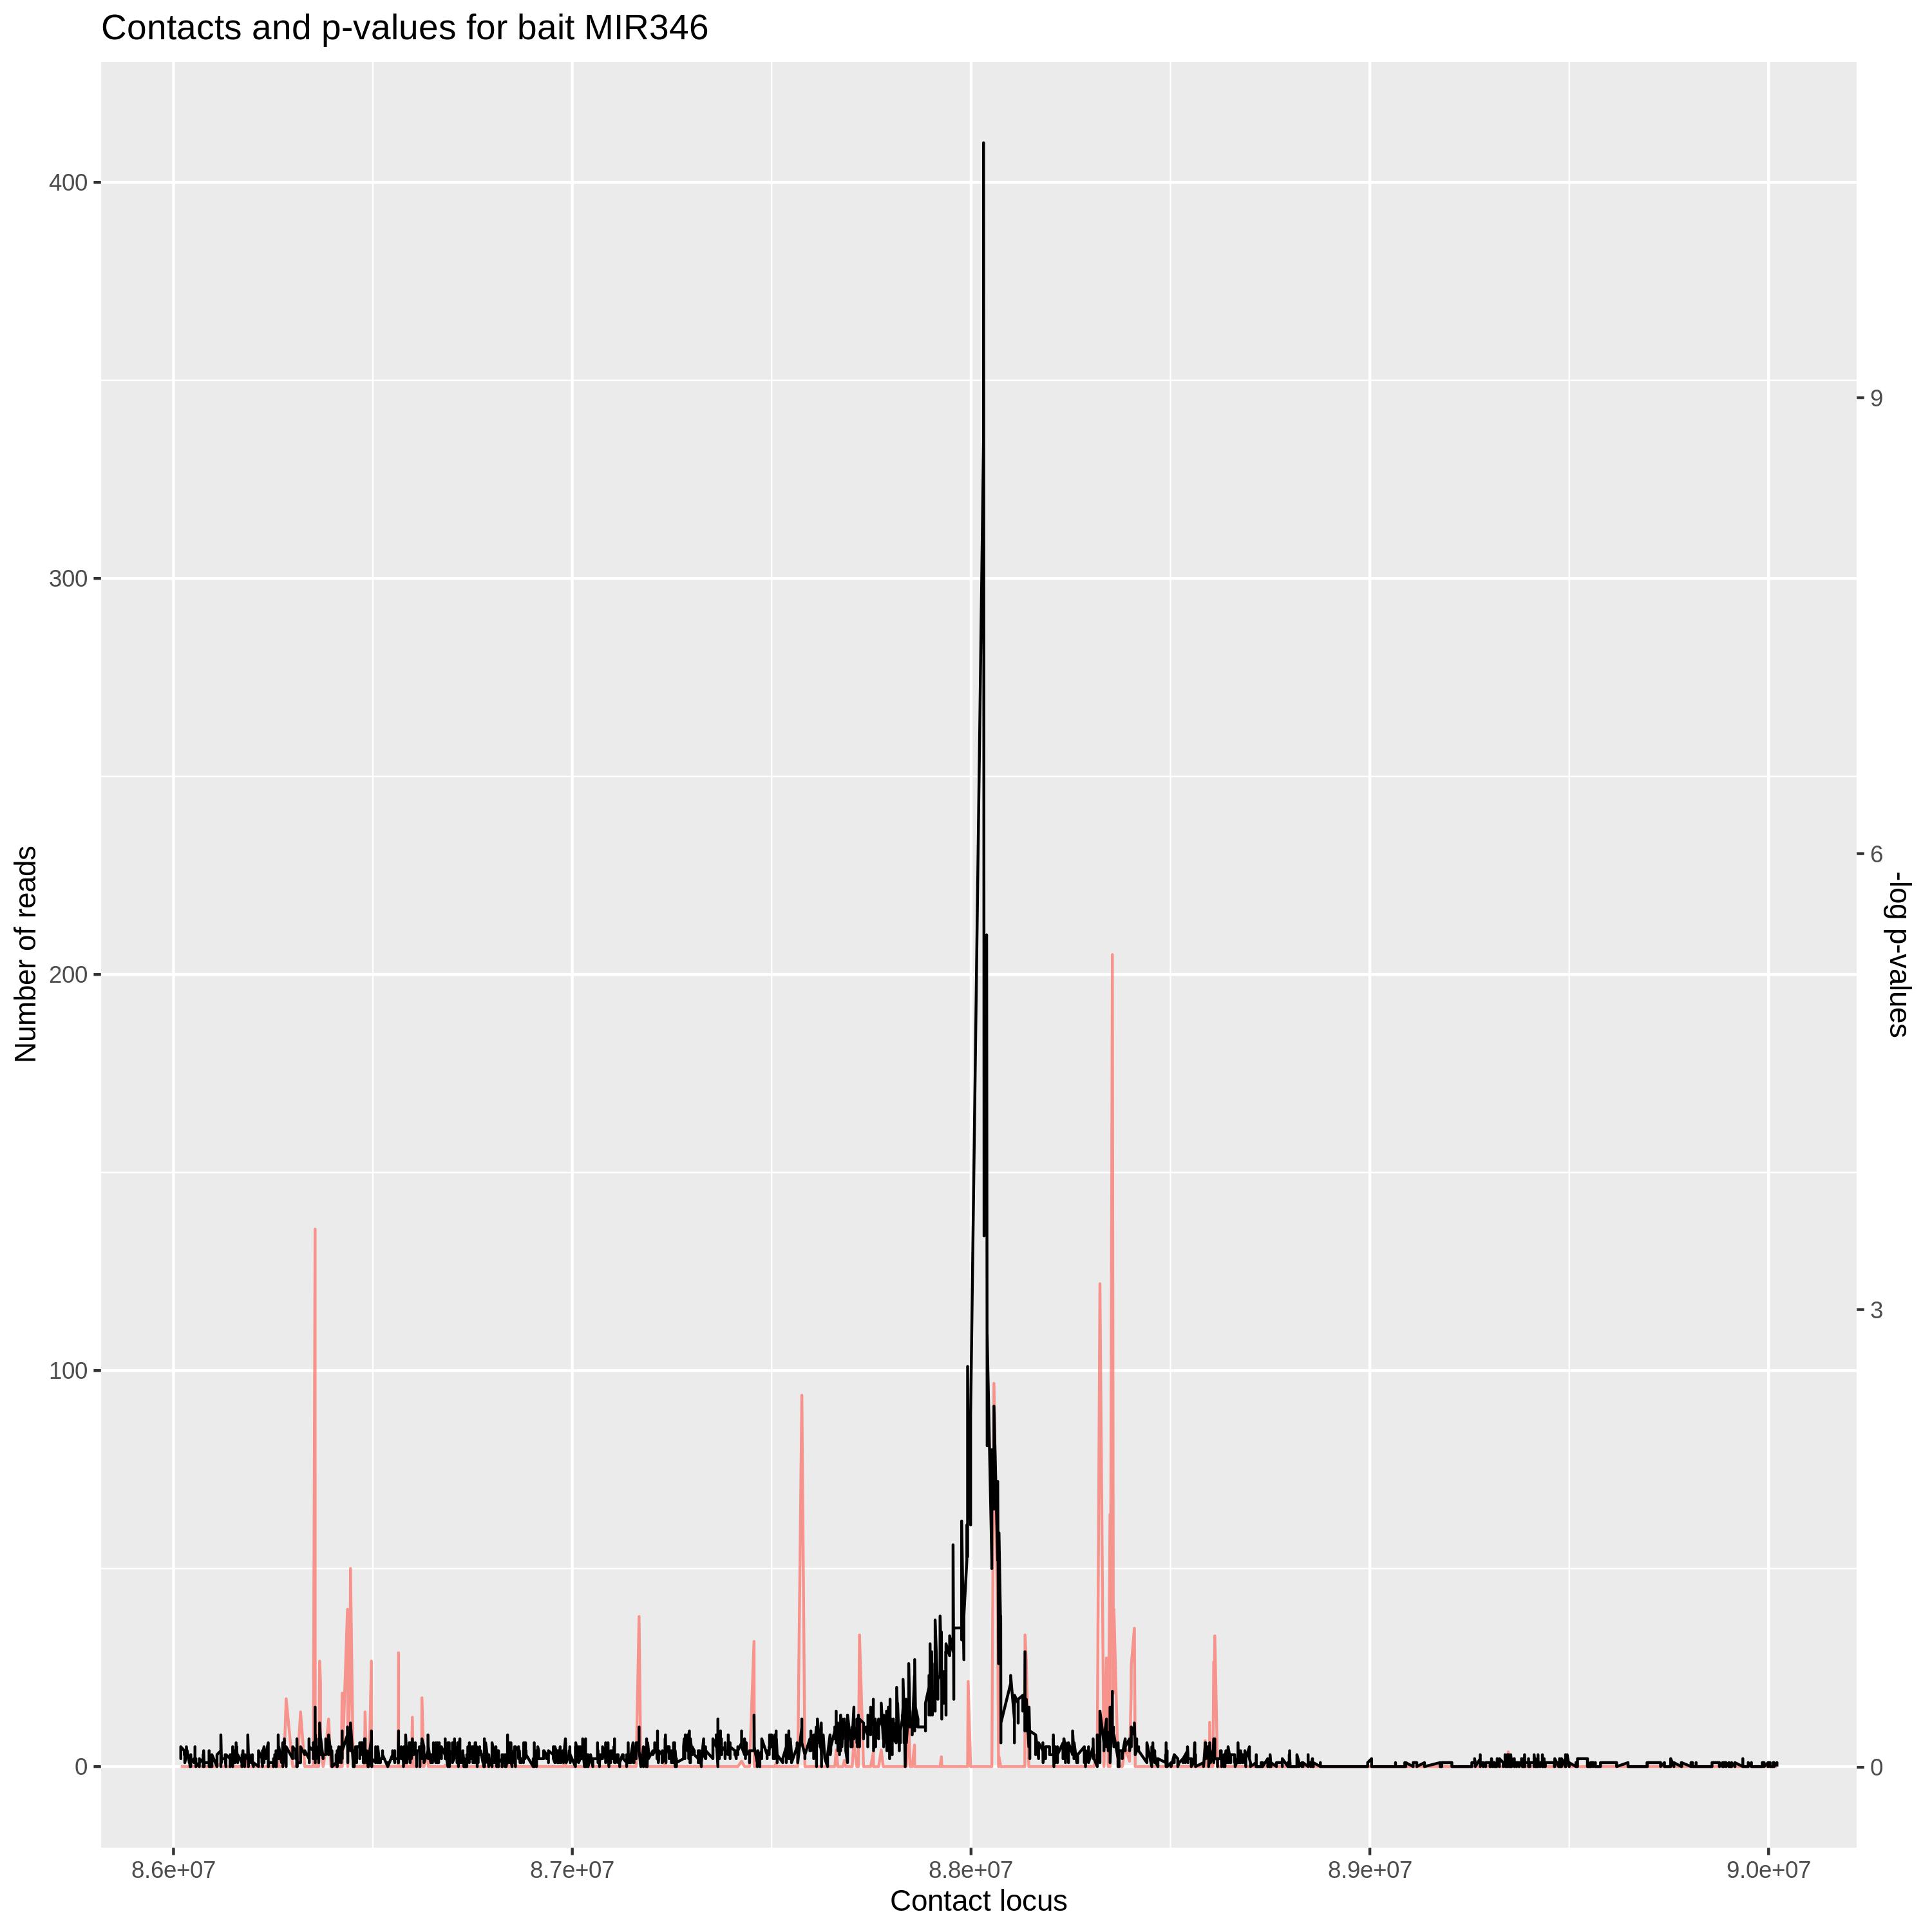 Contacts and p-values for bait MIR346
400
300
200
100
0
Number of reads
9
6
3
0
-log p-values
8.6e+07
8.7e+07
8.8e+07
8.9e+07
9.0e+07
Contact locus